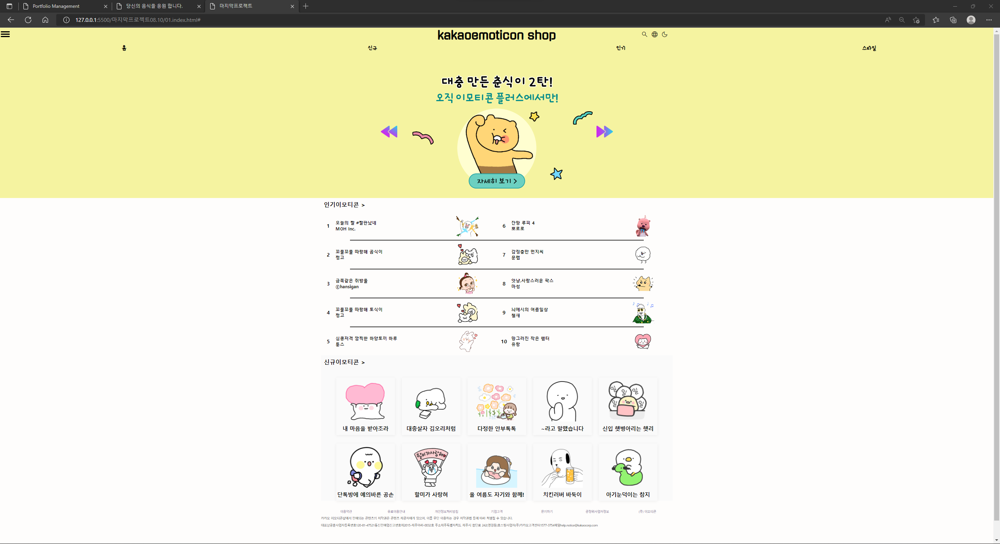 Portfolio Management
당신의 음식을 응원 합니다.
마지막프로젝트
127.0.0.1:5500/마지막프로젝트08.10/01.index.html#
kakaoemoticon shop
홈
신규
인기
스타일
대충 만든 춘식이 2탄!
오직 이모티콘 플러스에서만!
자세히 보기 >
인기이모티콘 >
1
오늘의 짤 #짤판났네
MOH Inc.
6
잔망 루피 4
뽀로로
2
꼬물꼬물 따랑해 곰식이
쩡고
7
감정충만 먼지씨
문랩
3
금쪽같은 쥐방울
ⓒhansigan
8
앗냥.사랑스러운 팍스
마성
4
꼬물꼬물 따랑해 토식이
쩡고
9
늬에시의 여름일상
철새
5
심쿵저격 깜찍한 하양토끼 하루
툰스
10
망그러진 작은 햄터
유랑
신규이모티콘 >
일 일 일
일 일
내 마음을 받아조라
대충살자 김오리처럼
다정한 안부톡톡
~라고 말했습니다
신입 햇병아리는 햇리
할미가사랑혀
단톡방에 예의바른 공손
할미가 사랑혀
올 여름도 자기와 함께!
치킨러버 바둑이
아기눈덕이는 참지
이용약관
유료이용안내
개인정보처리방침
기업고객
문의하기
공정위사업자정보
(주) 이모티콘
카카모 이모티콘샵에서 판매되는 콘텐츠의 저작권은 콘텐츠 제공자에게 있으며, 이를 무단 이용하는 경우 저작권법 등에 따라 처벌될 수 있습니다.
대표남궁훈사업자등록번호120-81-47521통신판매업신고번호제2015-제주아라-0032호 주소제주특별자치도 제주시 첨단로 242(영평동)호스팅사업자(주)카카모고객센터1577-3754메일help.notice@kakaocorp.com